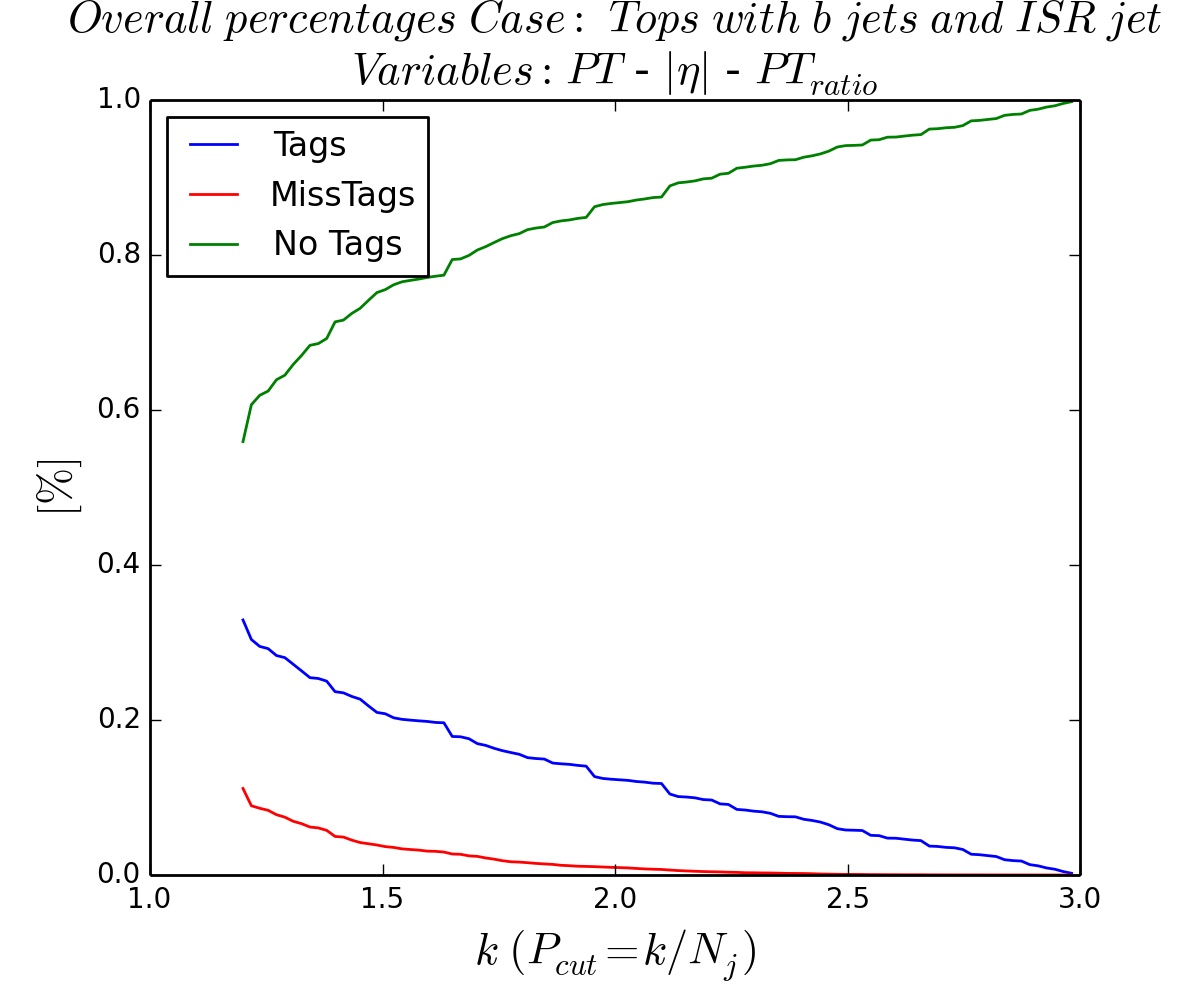 Overall percentages Case: Tops with b jets and ISR jet
Variables: PT - |η| - PT_ratio
1.0
Tags
MissTags
No Tags
0.8
0.6
[%]
0.4
0.2
0.0
1.0 1.5 2.0 2.5 3.0
k (P_cut = k/N_j)